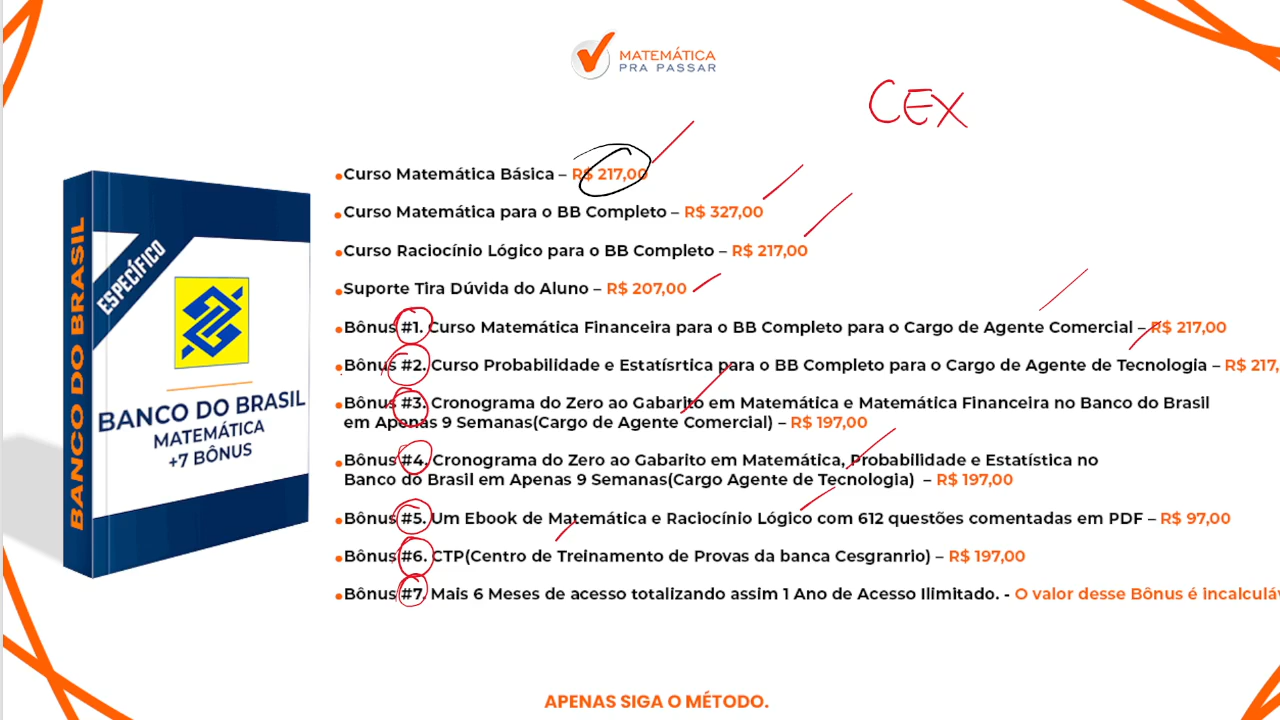 MATEMÁTICA
PRA PASSAR
CEX
Curso Matemática Básica – R$ 217,00
Curso Matemática para o BB Completo – R$ 327,00
Curso Raciocínio Lógico para o BB Completo – R$ 217,00
Suporte Tira Dúvida do Aluno – R$ 207,00
Bônus #1. Curso Matemática Financeira para o BB Completo para o Cargo de Agente Comercial – R$ 217,00
Bônus #2. Curso Probabilidade e Estatísrtica para o BB Completo para o Cargo de Agente de Tecnologia – R$ 217,
Bônus #3. Cronograma do Zero ao Gabarito em Matemática e Matemática Financeira no Banco do Brasil
em Apenas 9 Semanas(Cargo de Agente Comercial) – R$ 197,00
Bônus #4. Cronograma do Zero ao Gabarito em Matemática, Probabilidade e Estatística no
Banco do Brasil em Apenas 9 Semanas(Cargo Agente de Tecnologia) – R$ 197,00
Bônus #5. Um Ebook de Matemática e Raciocínio Lógico com 612 questões comentadas em PDF – R$ 97,00
Bônus #6. CTP(Centro de Treinamento de Provas da banca Cesgranrio) – R$ 197,00
Bônus #7. Mais 6 Meses de acesso totalizando assim 1 Ano de Acesso Ilimitado. - O valor desse Bônus é
BANCO DO BRASIL
ESPECÍFICO
BANCO DO BRASIL
MATEMÁTICA
+7 BÔNUS
APENAS SIGA O MÉTODO.